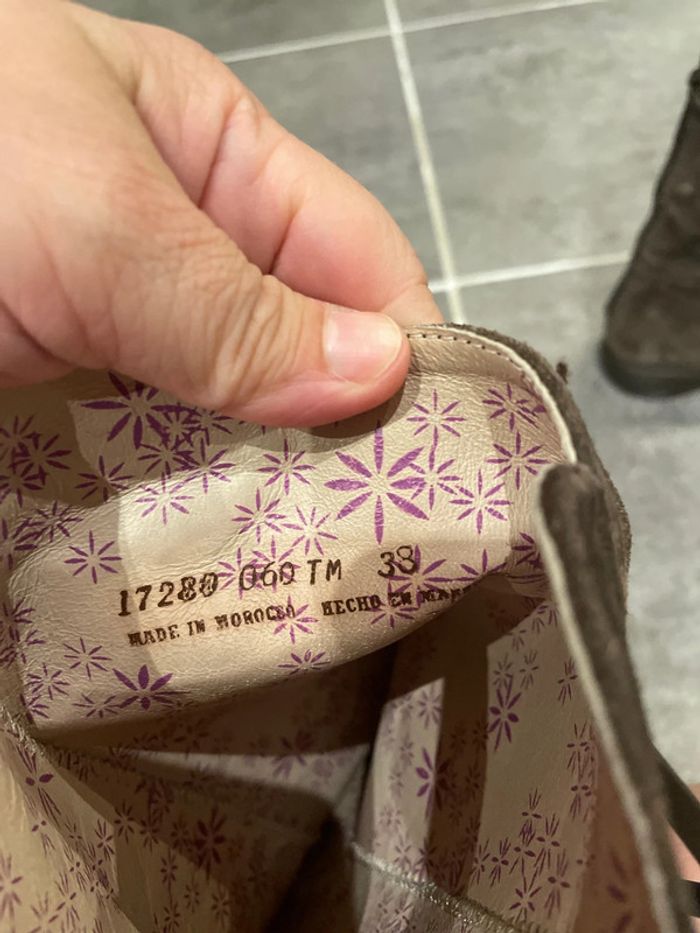 17280 060 TM 38
MADE IN MOROCCO HECHO EN